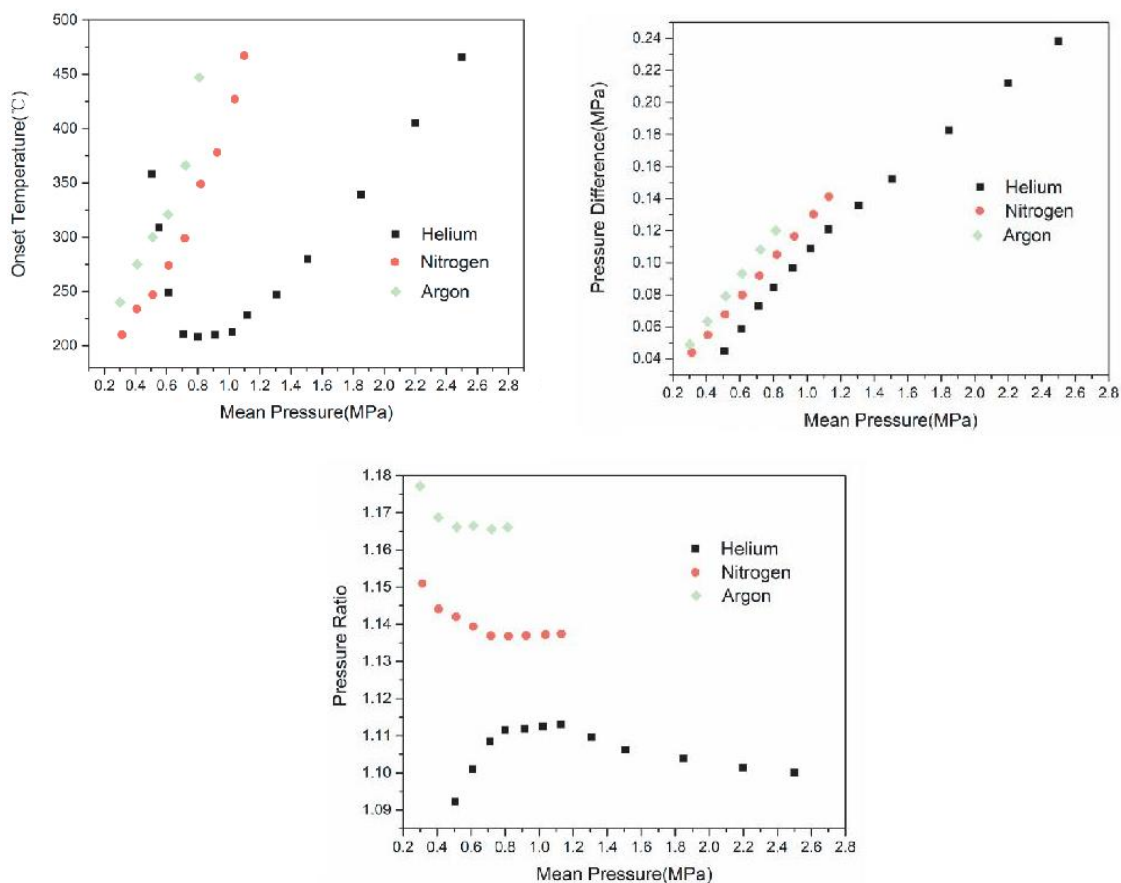 500
450
400
350
300
250
200
Onset Temperature(℃)
Helium
Nitrogen
Argon
0.2 0.4 0.6 0.8 1.0 1.2 1.4 1.6 1.8 2.0 2.2 2.4 2.6 2.8
Mean Pressure(MPa)
0.24
0.22
0.20
0.18
0.16
0.14
0.12
0.10
0.08
0.06
0.04
Pressure Difference(MPa)
Helium
Nitrogen
Argon
0.2 0.4 0.6 0.8 1.0 1.2 1.4 1.6 1.8 2.0 2.2 2.4 2.6 2.8
Mean Pressure(MPa)
1.18
1.17
1.16
1.15
1.14
1.13
1.12
1.11
1.10
1.09
Pressure Ratio
Helium
Nitrogen
Argon
0.2 0.4 0.6 0.8 1.0 1.2 1.4 1.6 1.8 2.0 2.2 2.4 2.6 2.8
Mean Pressure(MPa)